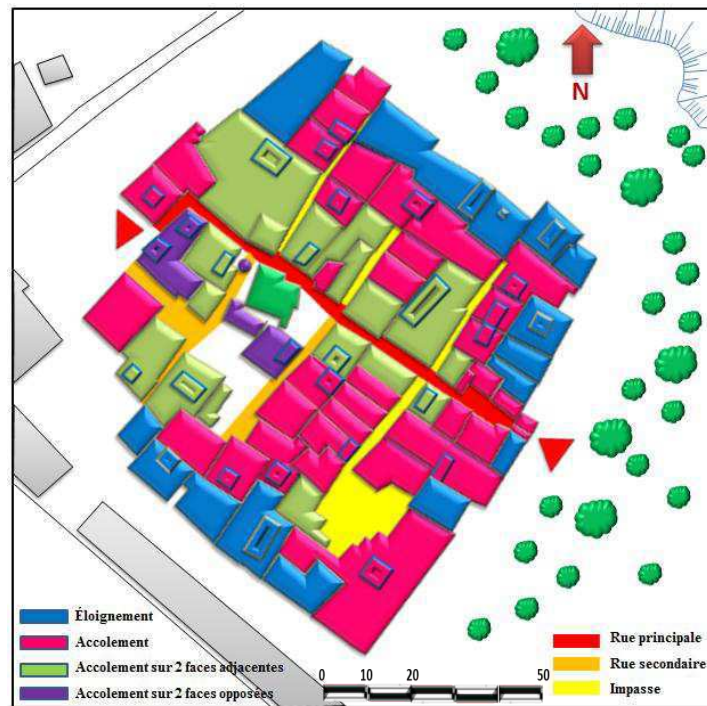 N
Éloignement
Accolement
Accolement sur 2 faces adjacentes
Accolement sur 2 faces opposées
0 10 20 50
Rue principale
Rue secondaire
Impasse